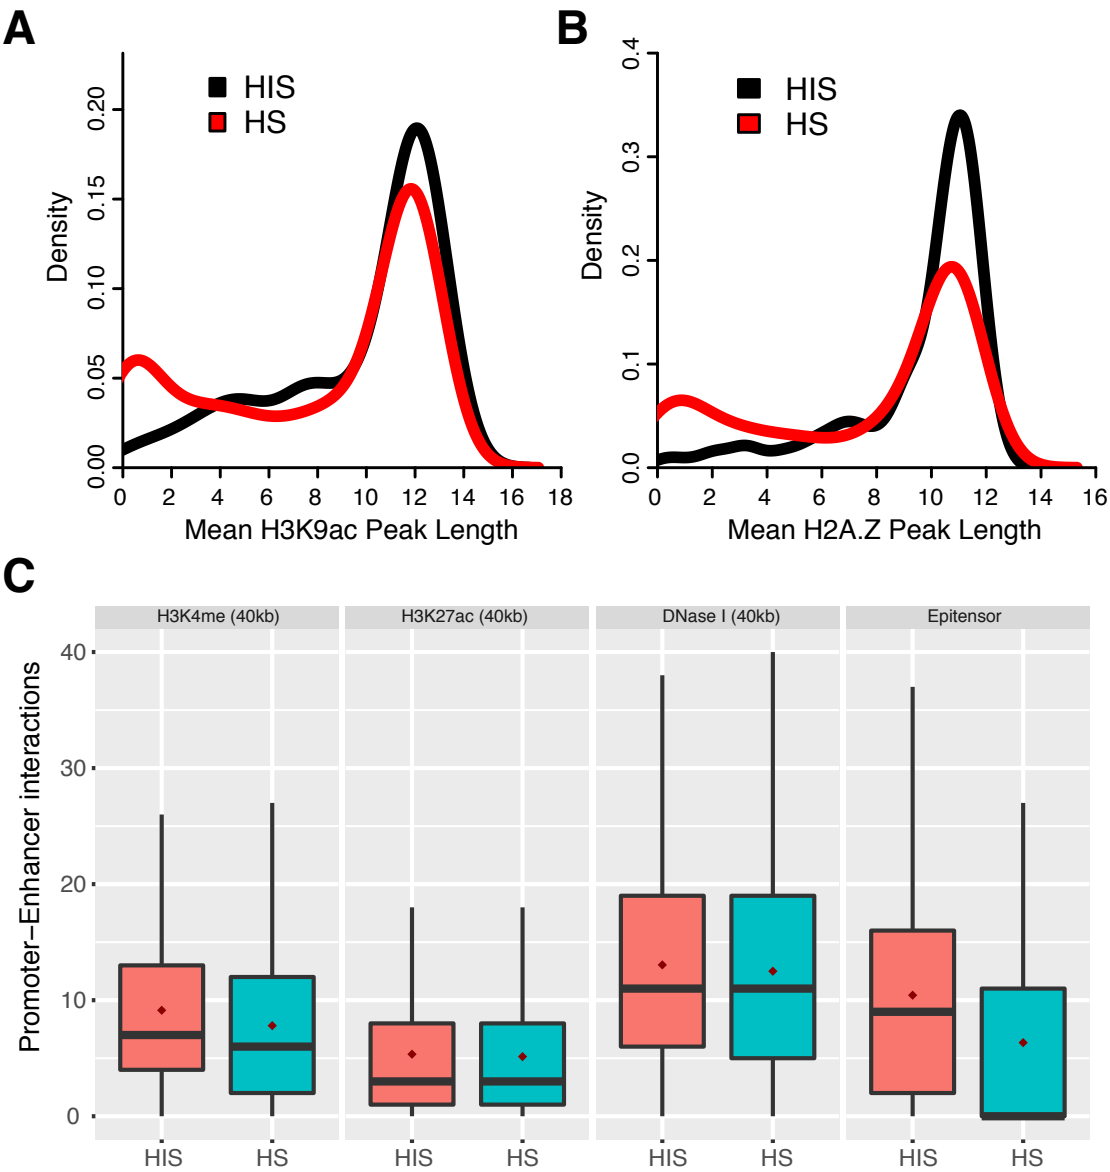 A
HIS
HS
Density
0.00
0.05
0.10
0.15
0.20
0 2 4 6 8 10 12 14 16 18
Mean H3K9ac Peak Length
B
HIS
HS
Density
0.0
0.1
0.2
0.3
0.4
0 2 4 6 8 10 12 14 16
Mean H2A.Z Peak Length
C
H3K4me (40kb) H3K27ac (40kb) DNase I (40kb) Epitensor
Promoter−Enhancer interactions
40
30
20
10
0
HIS HS HIS HS HIS HS HIS HS